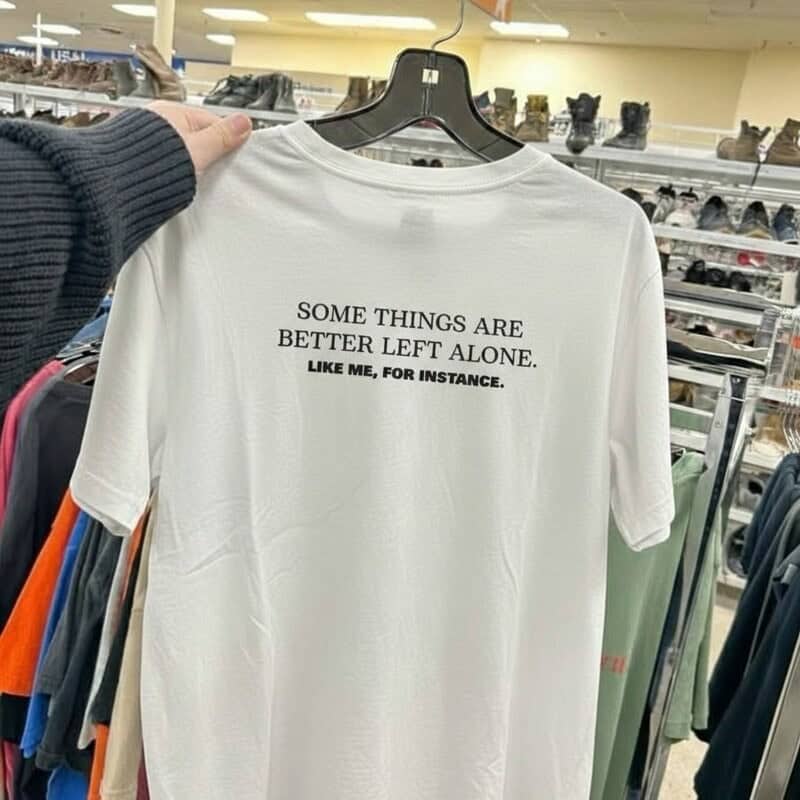 SOME THINGS ARE
BETTER LEFT ALONE.
LIKE ME, FOR INSTANCE.